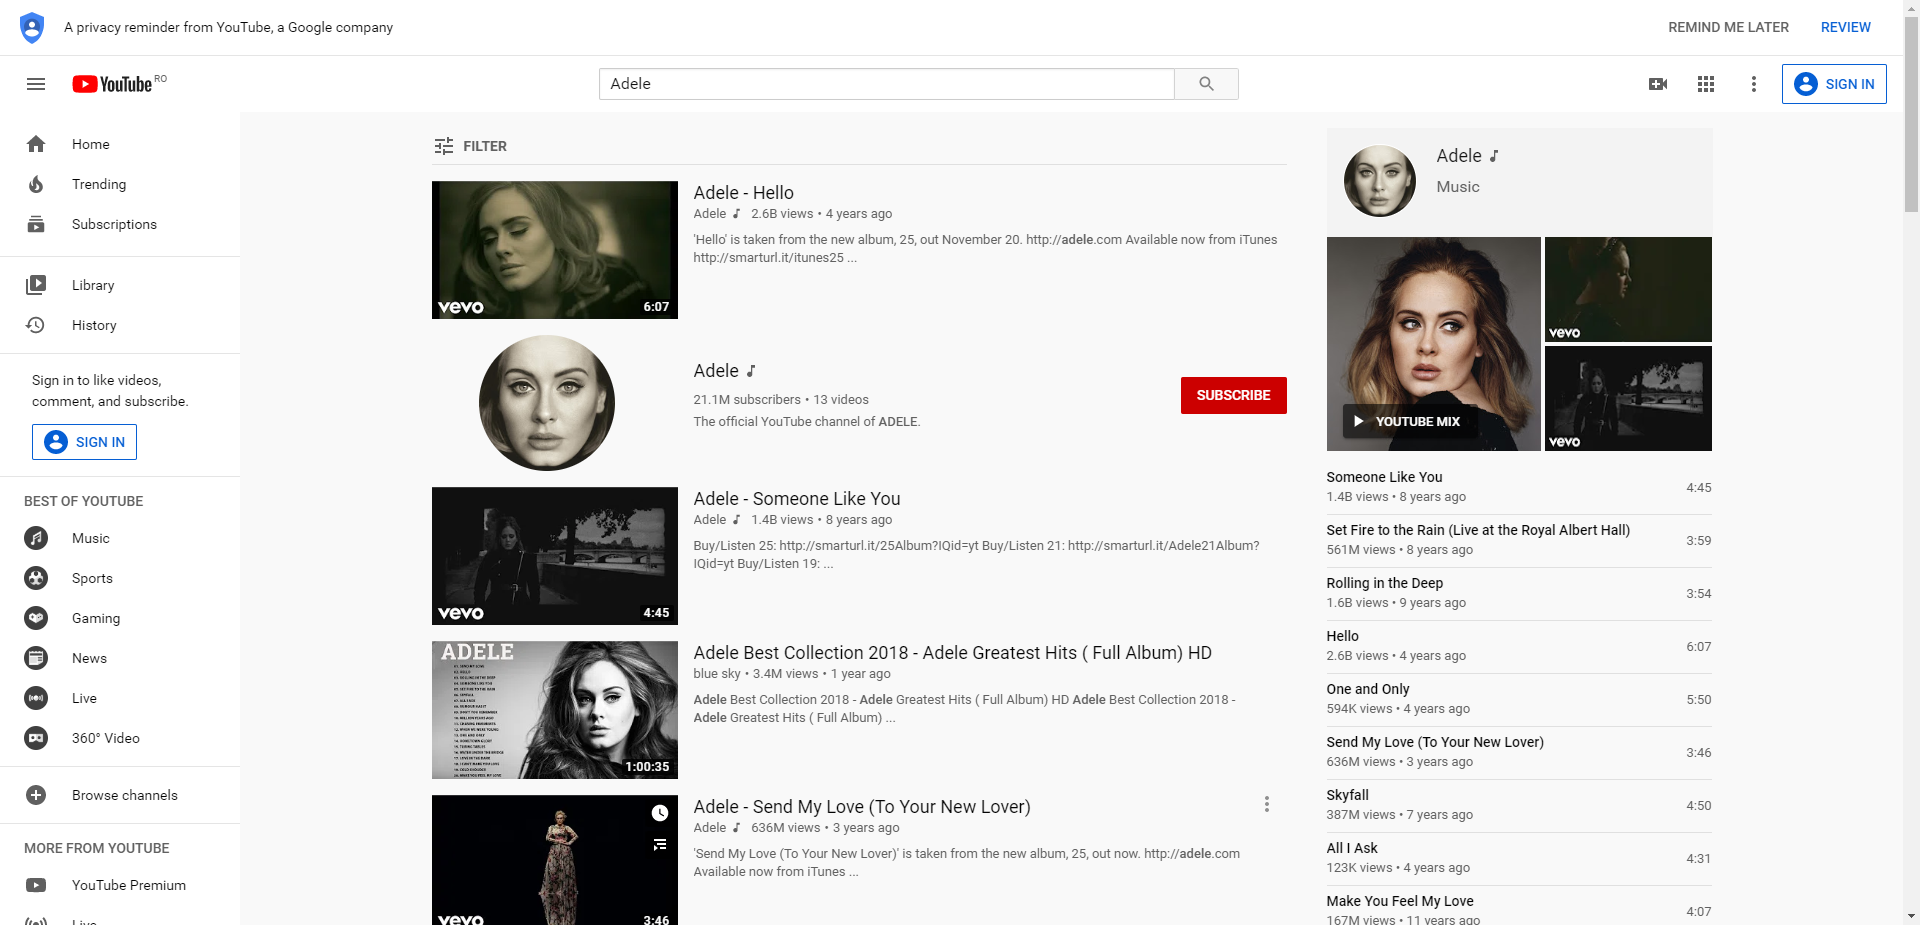 A privacy reminder from YouTube, a Google company
REMIND ME LATER
REVIEW
YouTube RO
Adele
SIGN IN
Home
Trending
Subscriptions
Library
History
Sign in to like videos,
comment, and subscribe.
SIGN IN
BEST OF YOUTUBE
Music
Sports
Gaming
News
Live
360° Video
Browse channels
MORE FROM YOUTUBE
YouTube Premium
Live
FILTER
vevo
6:07
Adele - Hello
Adele 2.6B views • 4 years ago
'Hello' is taken from the new album, 25, out November 20. http://adele.com Available now from iTunes
http://smarturl.it/itunes25 ...
Adele
21.1M subscribers • 13 videos
The official YouTube channel of ADELE.
SUBSCRIBE
vevo
4:45
Adele - Someone Like You
Adele 1.4B views • 8 years ago
Buy/Listen 25: http://smarturl.it/25Album?IQid=yt Buy/Listen 21: http://smarturl.it/Adele21Album?
IQid=yt Buy/Listen 19: ...
ADELE
1:00:35
Adele Best Collection 2018 - Adele Greatest Hits ( Full Album) HD
blue sky • 3.4M views • 1 year ago
Adele Best Collection 2018 - Adele Greatest Hits ( Full Album) HD Adele Best Collection 2018 -
Adele Greatest Hits ( Full Album) ...
vevo
3:46
Adele - Send My Love (To Your New Lover)
Adele 636M views • 3 years ago
'Send My Love (To Your New Lover)' is taken from the new album, 25, out now. http://adele.com
Available now from iTunes ...
Adele
Music
YOUTUBE MIX
vevo
vevo
Someone Like You
1.4B views • 8 years ago
4:45
Set Fire to the Rain (Live at the Royal Albert Hall)
561M views • 8 years ago
3:59
Rolling in the Deep
1.6B views • 9 years ago
3:54
Hello
2.6B views • 4 years ago
6:07
One and Only
594K views • 4 years ago
5:50
Send My Love (To Your New Lover)
636M views • 3 years ago
3:46
Skyfall
387M views • 7 years ago
4:50
All I Ask
123K views • 4 years ago
4:31
Make You Feel My Love
167M views • 11 years ago
4:07